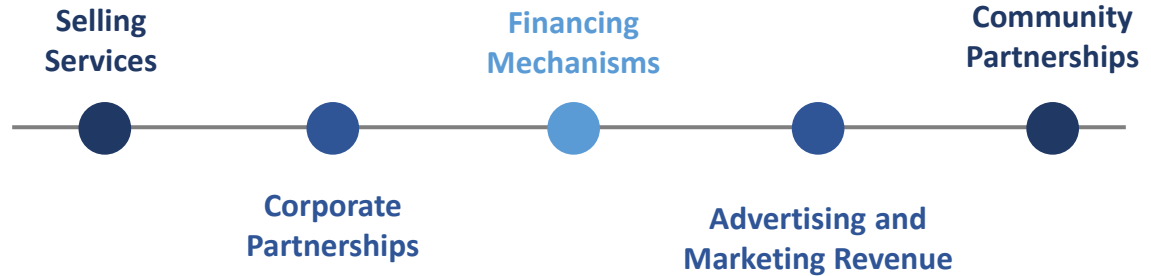 Selling
Services
Corporate
Partnerships
Financing
Mechanisms
Advertising and
Marketing Revenue
Community
Partnerships